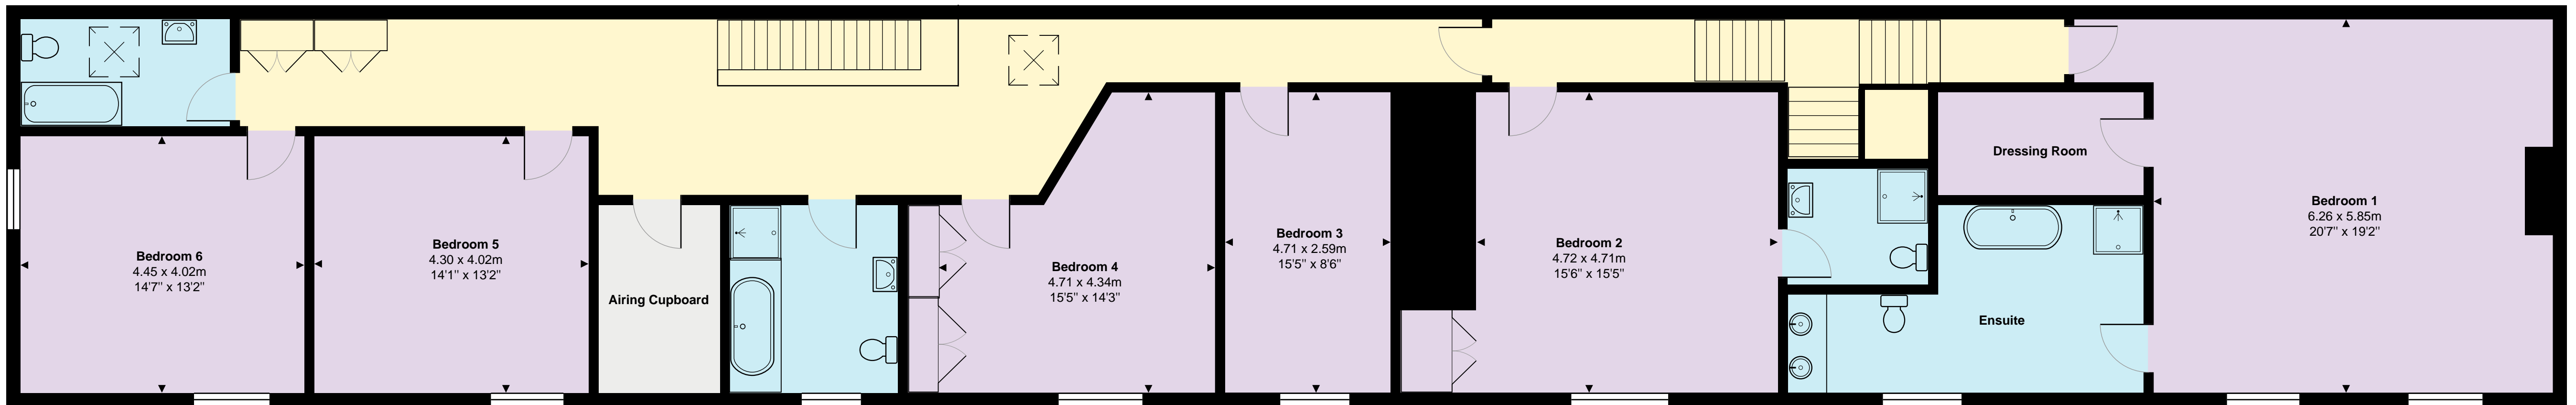 Bedroom 6
4.45 x 4.02m
14'7" x 13'2"
Bedroom 5
4.30 x 4.02m
14'1" x 13'2"
Airing Cupboard
Bedroom 4
4.71 x 4.34m
15'5" x 14'3"
Bedroom 3
4.71 x 2.59m
15'5" x 8'6"
Bedroom 2
4.72 x 4.71m
15'6" x 15'5"
Dressing Room
Ensuite
Bedroom 1
6.26 x 5.85m
20'7" x 19'2"